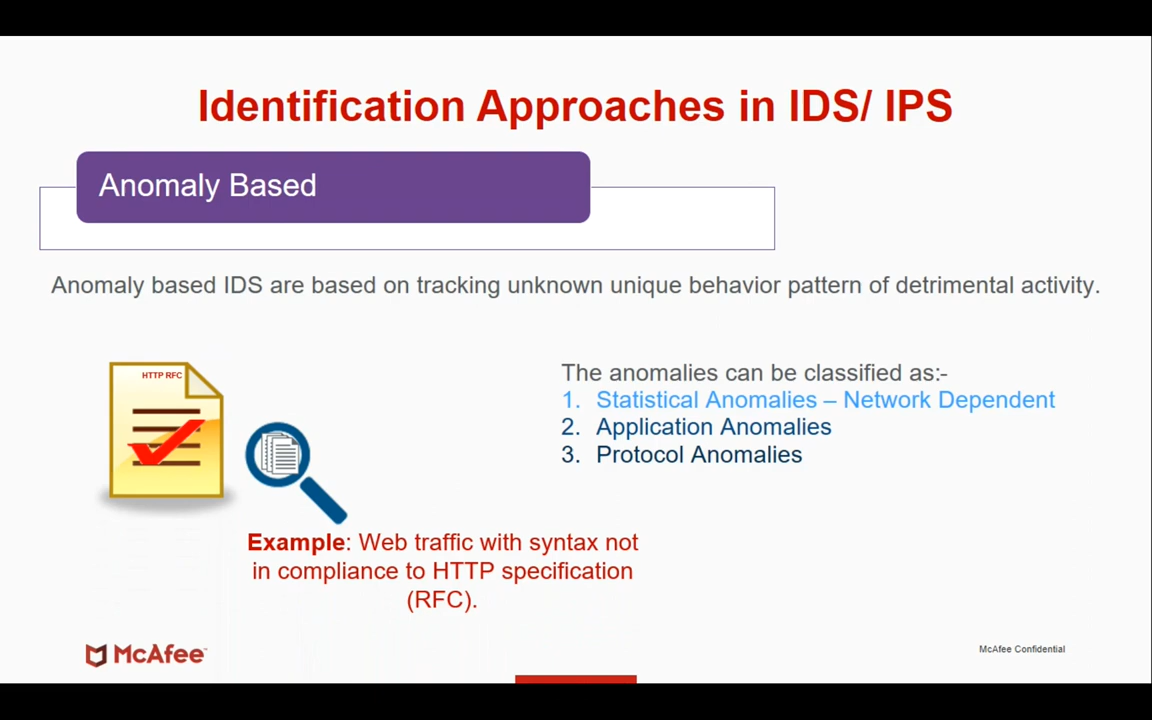 Identification Approaches in IDS/ IPS
Anomaly Based
Anomaly based IDS are based on tracking unknown unique behavior pattern of detrimental activity.
HTTP RFC
The anomalies can be classified as:-
1. Statistical Anomalies – Network Dependent
2. Application Anomalies
3. Protocol Anomalies
Example: Web traffic with syntax not
in compliance to HTTP specification
(RFC).
McAfee™
McAfee Confidential